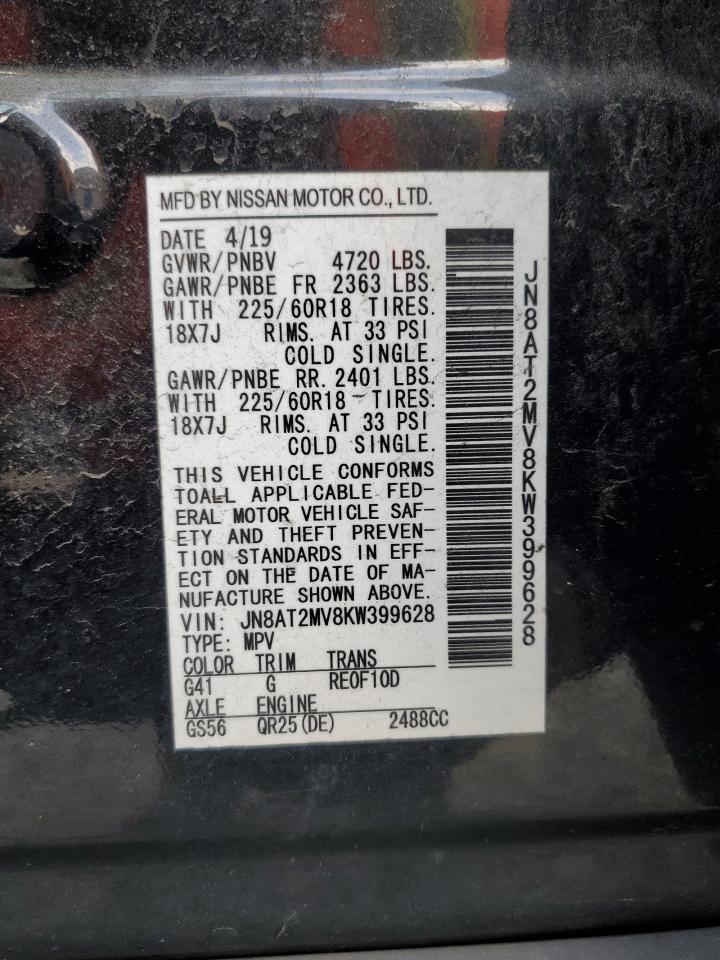 MFD BY NISSAN MOTOR CO., LTD.
DATE 4/19
GVWR/PNBV 4720 LBS.
GAWR/PNBE FR 2363 LBS.
WITH 225/60R18 TIRES.
18X7J RIMS. AT 33 PSI
COLD SINGLE.
GAWR/PNBE RR. 2401 LBS.
WITH 225/60R18 TIRES.
18X7J RIMS. AT 33 PSI
COLD SINGLE.
THIS VEHICLE CONFORMS
TOALL APPLICABLE FED-
ERAL MOTOR VEHICLE SAF-
ETY AND THEFT PREVEN-
TION STANDARDS IN EFF-
ECT ON THE DATE OF MA-
NUFACTURE SHOWN ABOVE.
VIN: JN8AT2MV8KW399628
TYPE: MPV
COLOR TRIM TRANS
G41 G RE0F10D
AXLE ENGINE
GS56 QR25(DE) 2488CC
JN8AT2MV8KW399628